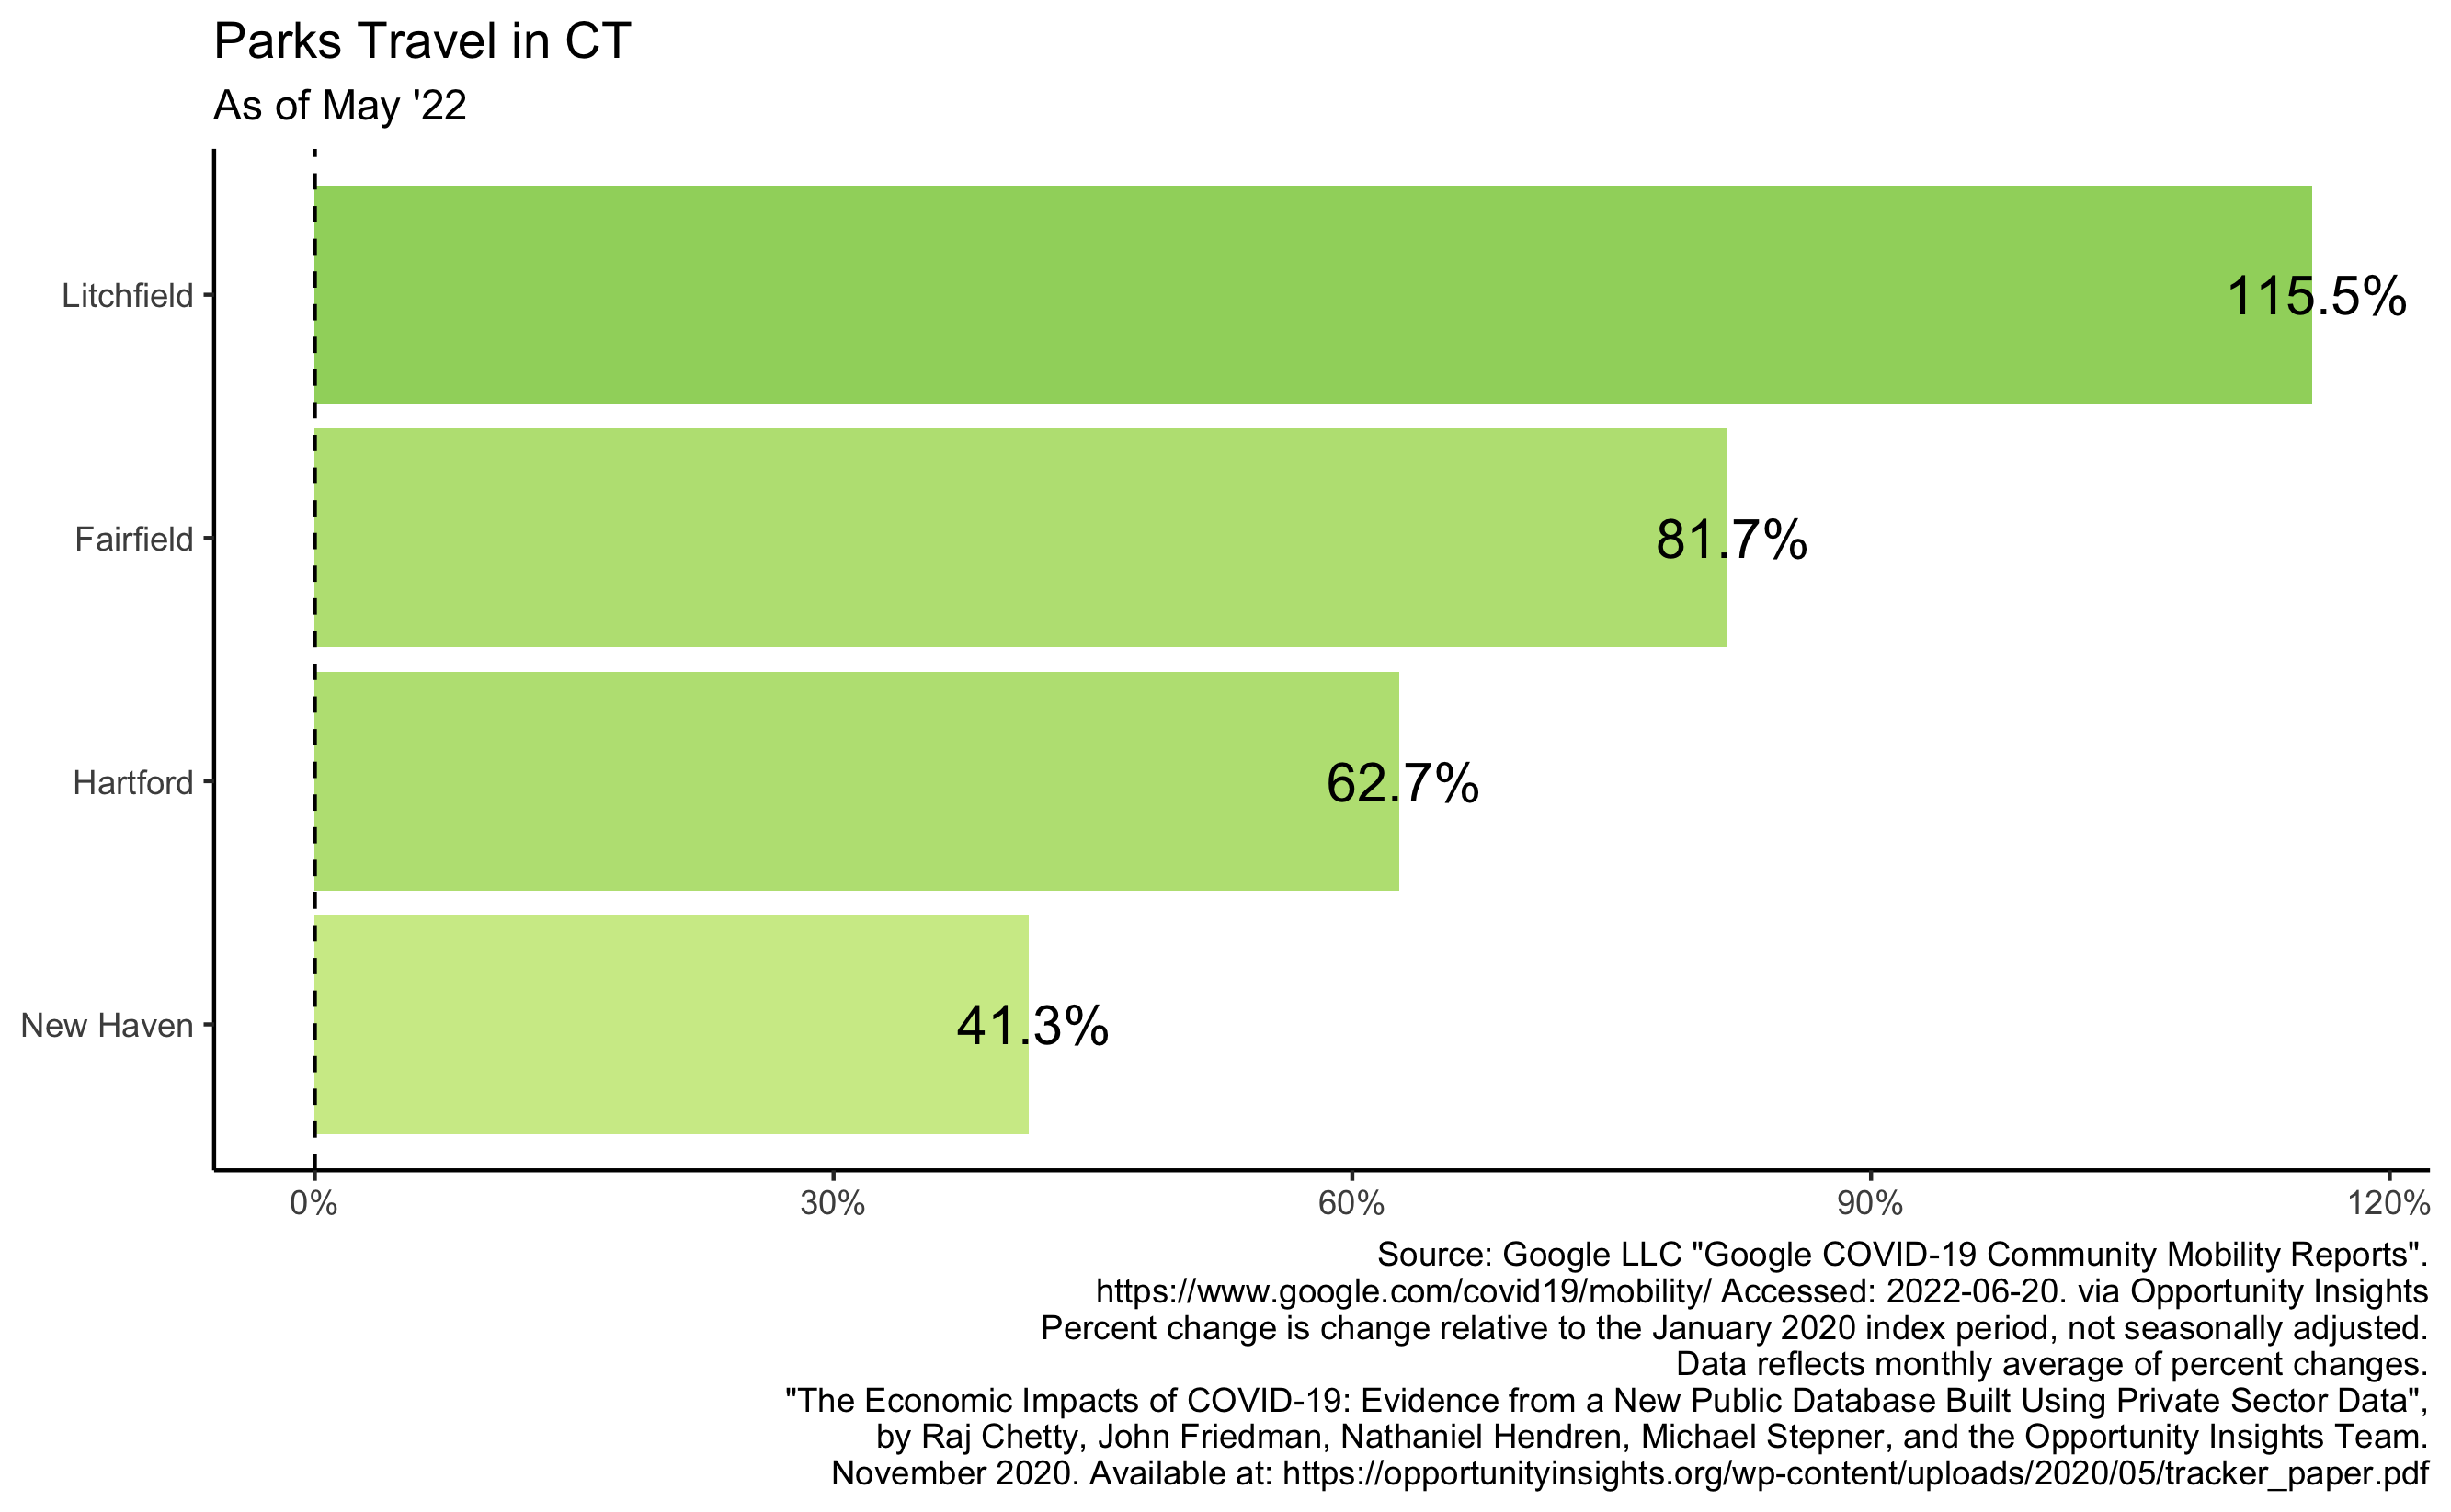 Parks Travel in CT
As of May '22
Litchfield
115.5%
Fairfield
81.7%
Hartford
62.7%
New Haven
41.3%
0% 30% 60% 90% 120%
Source: Google LLC "Google COVID-19 Community Mobility Reports".
https://www.google.com/covid19/mobility/ Accessed: 2022-06-20. via Opportunity Insights
Percent change is change relative to the January 2020 index period, not seasonally adjusted.
Data reflects monthly average of percent changes.
"The Economic Impacts of COVID-19: Evidence from a New Public Database Built Using Private Sector Data",
by Raj Chetty, John Friedman, Nathaniel Hendren, Michael Stepner, and the Opportunity Insights Team.
November 2020. Available at: https://opportunityinsights.org/wp-content/uploads/2020/05/tracker_paper.pdf